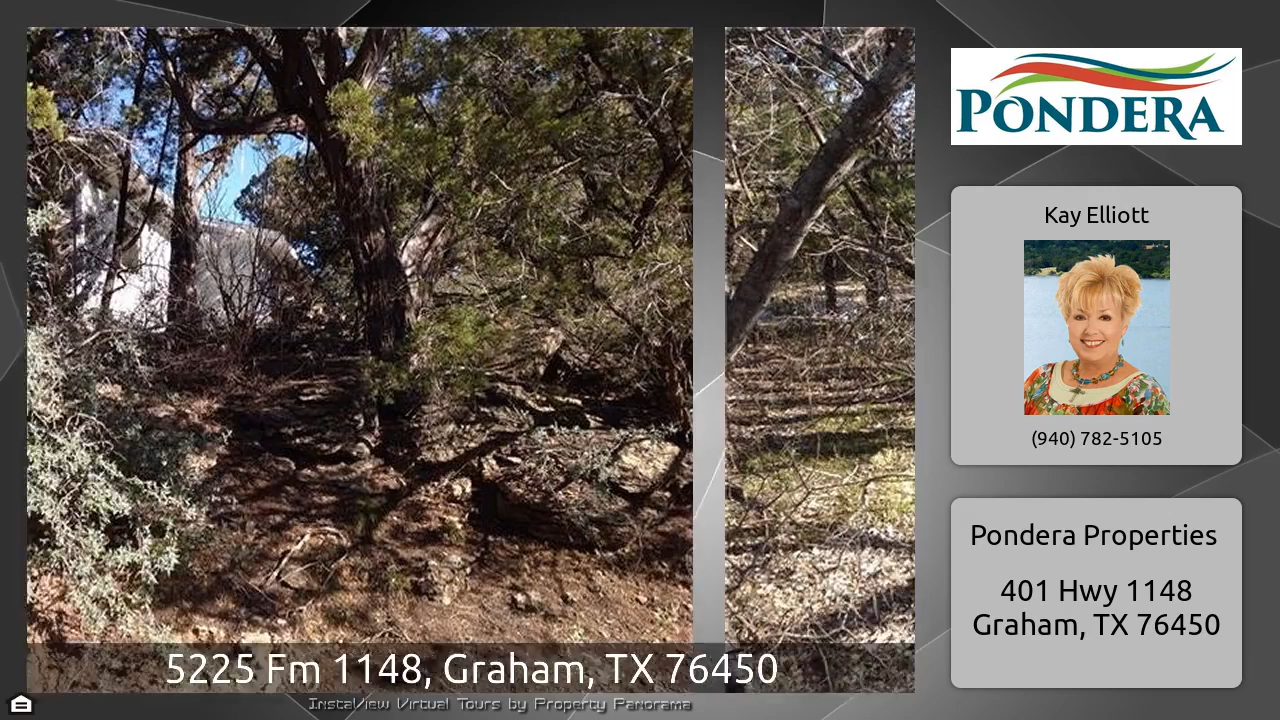 PONDERA
Kay Elliott
(940) 782-5105
Pondera Properties
401 Hwy 1148
Graham, TX 76450
5225 Fm 1148, Graham, TX 76450
InstaView Virtual Tours by Property Panorama